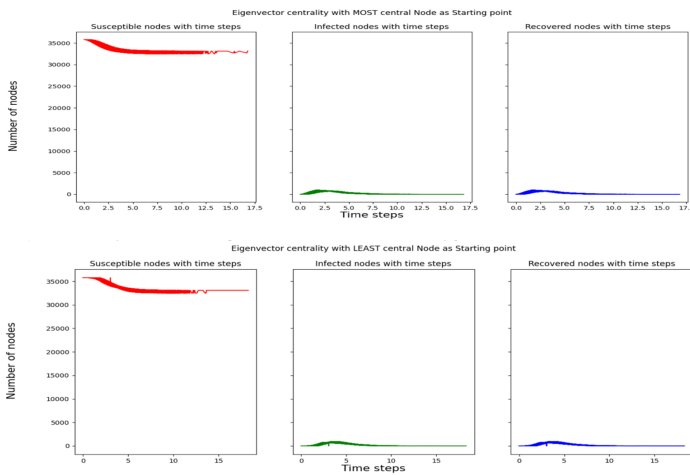 Eigenvector centrality with MOST central Node as Starting point
Susceptible nodes with time steps Infected nodes with time steps Recovered nodes with time steps
Number of nodes
35000
30000
25000
20000
15000
10000
5000
0
0.0 2.5 5.0 7.5 10.0 12.5 15.0 17.5 0.0 2.5 5.0 7.5 10.0 12.5 15.0 17.5 0.0 2.5 5.0 7.5 10.0 12.5 15.0 17.5
Time steps
Eigenvector centrality with LEAST central Node as Starting point
Susceptible nodes with time steps Infected nodes with time steps Recovered nodes with time steps
Number of nodes
35000
30000
25000
20000
15000
10000
5000
0
0 5 10 15 0 5 10 15 0 5 10 15
Time steps